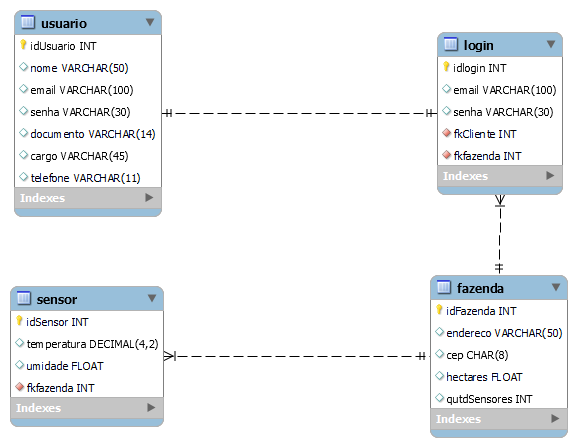 usuario
idUsuario INT
nome VARCHAR(50)
email VARCHAR(100)
senha VARCHAR(30)
documento VARCHAR(14)
cargo VARCHAR(45)
telefone VARCHAR(11)
Indexes
login
idlogin INT
email VARCHAR(100)
senha VARCHAR(30)
fkCliente INT
fkfazenda INT
Indexes
sensor
idSensor INT
temperatura DECIMAL(4,2)
umidade FLOAT
fkfazenda INT
Indexes
fazenda
idFazenda INT
endereco VARCHAR(50)
cep CHAR(8)
hectares FLOAT
qutdSensores INT
Indexes